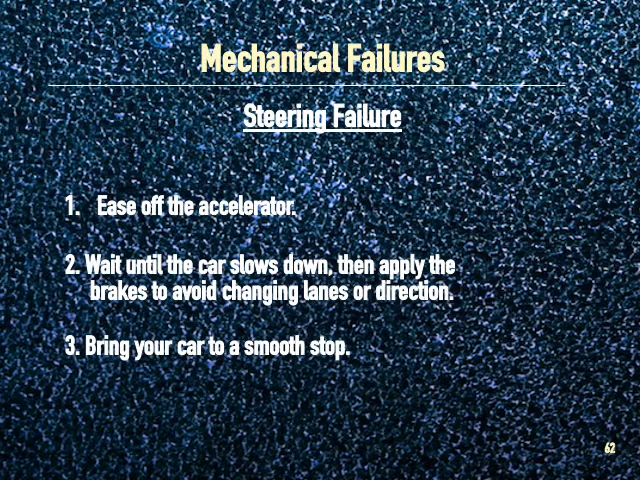 Mechanical Failures
Steering Failure
1. Ease off the accelerator.
2. Wait until the car slows down, then apply the
brakes to avoid changing lanes or direction.
3. Bring your car to a smooth stop.
62